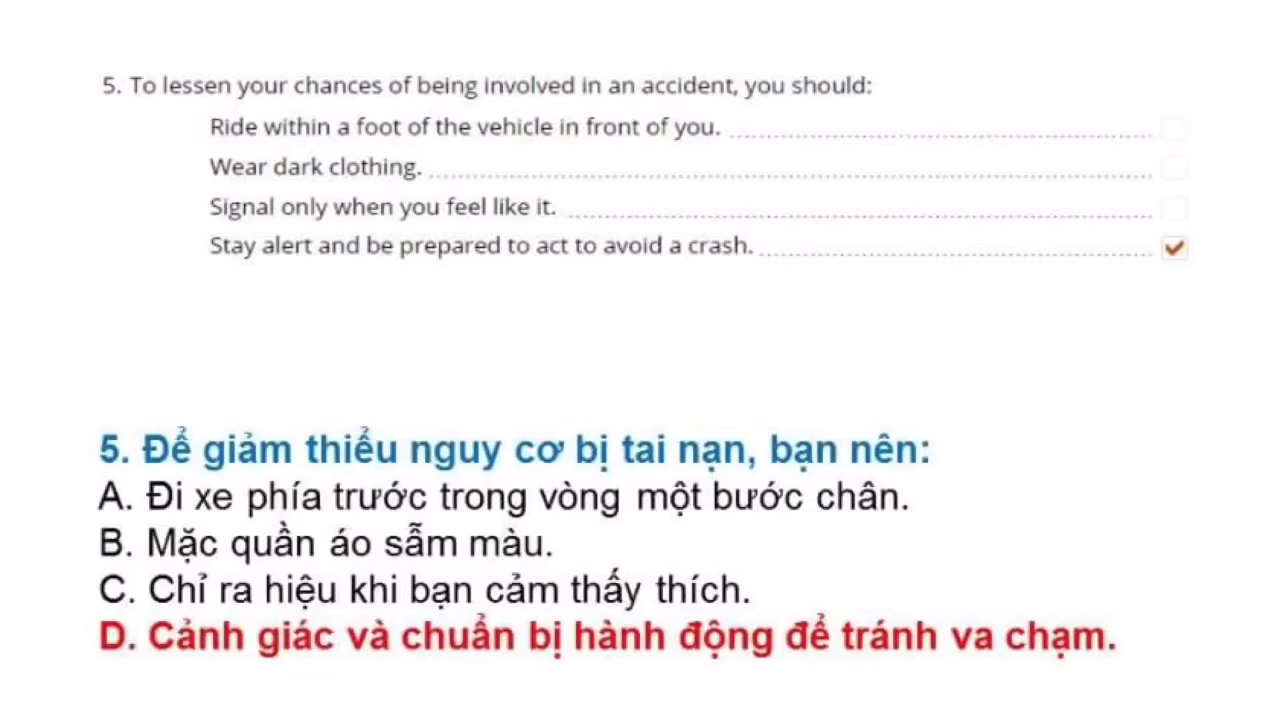 5. To lessen your chances of being involved in an accident, you should:
Ride within a foot of the vehicle in front of you.
Wear dark clothing.
Signal only when you feel like it.
Stay alert and be prepared to act to avoid a crash.
5. Để giảm thiểu nguy cơ bị tai nạn, bạn nên:
A. Đi xe phía trước trong vòng một bước chân.
B. Mặc quần áo sẫm màu.
C. Chỉ ra hiệu khi bạn cảm thấy thích.
D. Cảnh giác và chuẩn bị hành động để tránh va chạm.